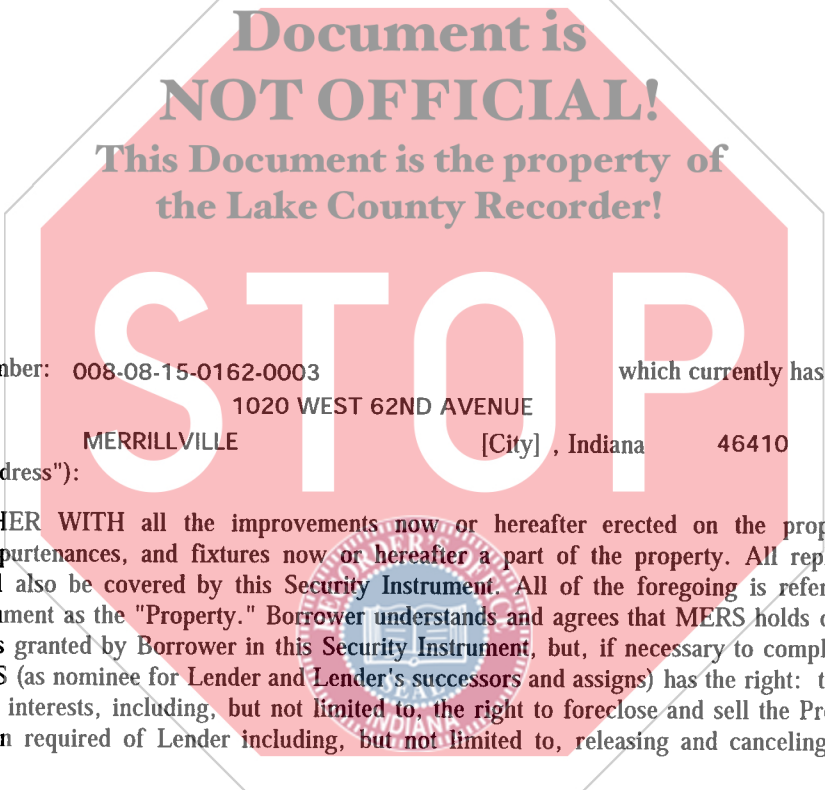 Document is
NOT OFFICIAL!
This Document is the property of
the Lake County Recorder!
STOP
nber: 008-08-15-0162-0003 which currently has
1020 WEST 62ND AVENUE
MERRILLVILLE [City] , Indiana 46410
dress"):
HER WITH all the improvements now or hereafter erected on the prop
purtenances, and fixtures now or hereafter a part of the property. All rep
l also be covered by this Security Instrument. All of the foregoing is refer
ument as the "Property." Borrower understands and agrees that MERS holds o
s granted by Borrower in this Security Instrument, but, if necessary to compl
S (as nominee for Lender and Lender's successors and assigns) has the right: t
interests, including, but not limited to, the right to foreclose and sell the Pro
n required of Lender including, but not limited to, releasing and canceling
SEAL
INDIANA